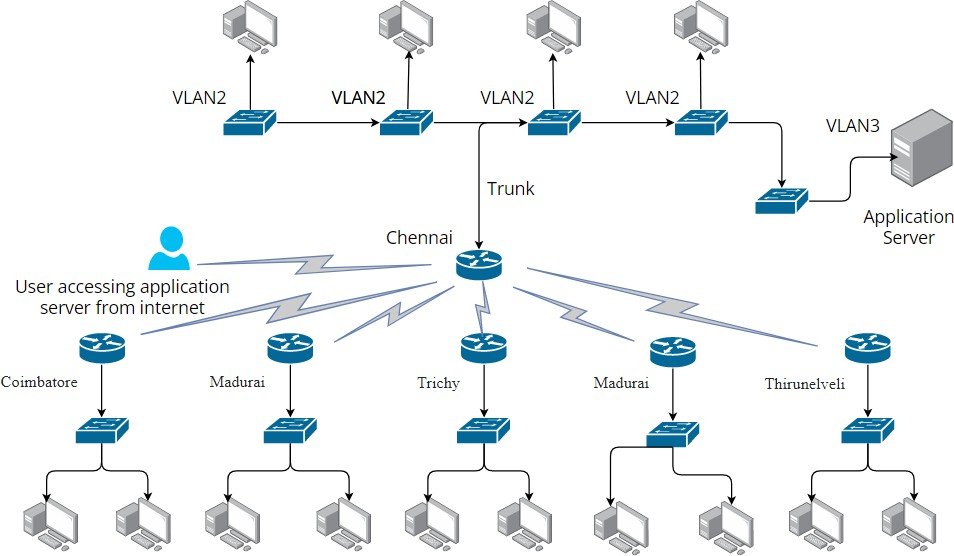 VLAN2
VLAN2
VLAN2
VLAN2
VLAN3
Trunk
Application
Server
Chennai
User accessing application
server from internet
Coimbatore
Madurai
Trichy
Madurai
Thirunelveli